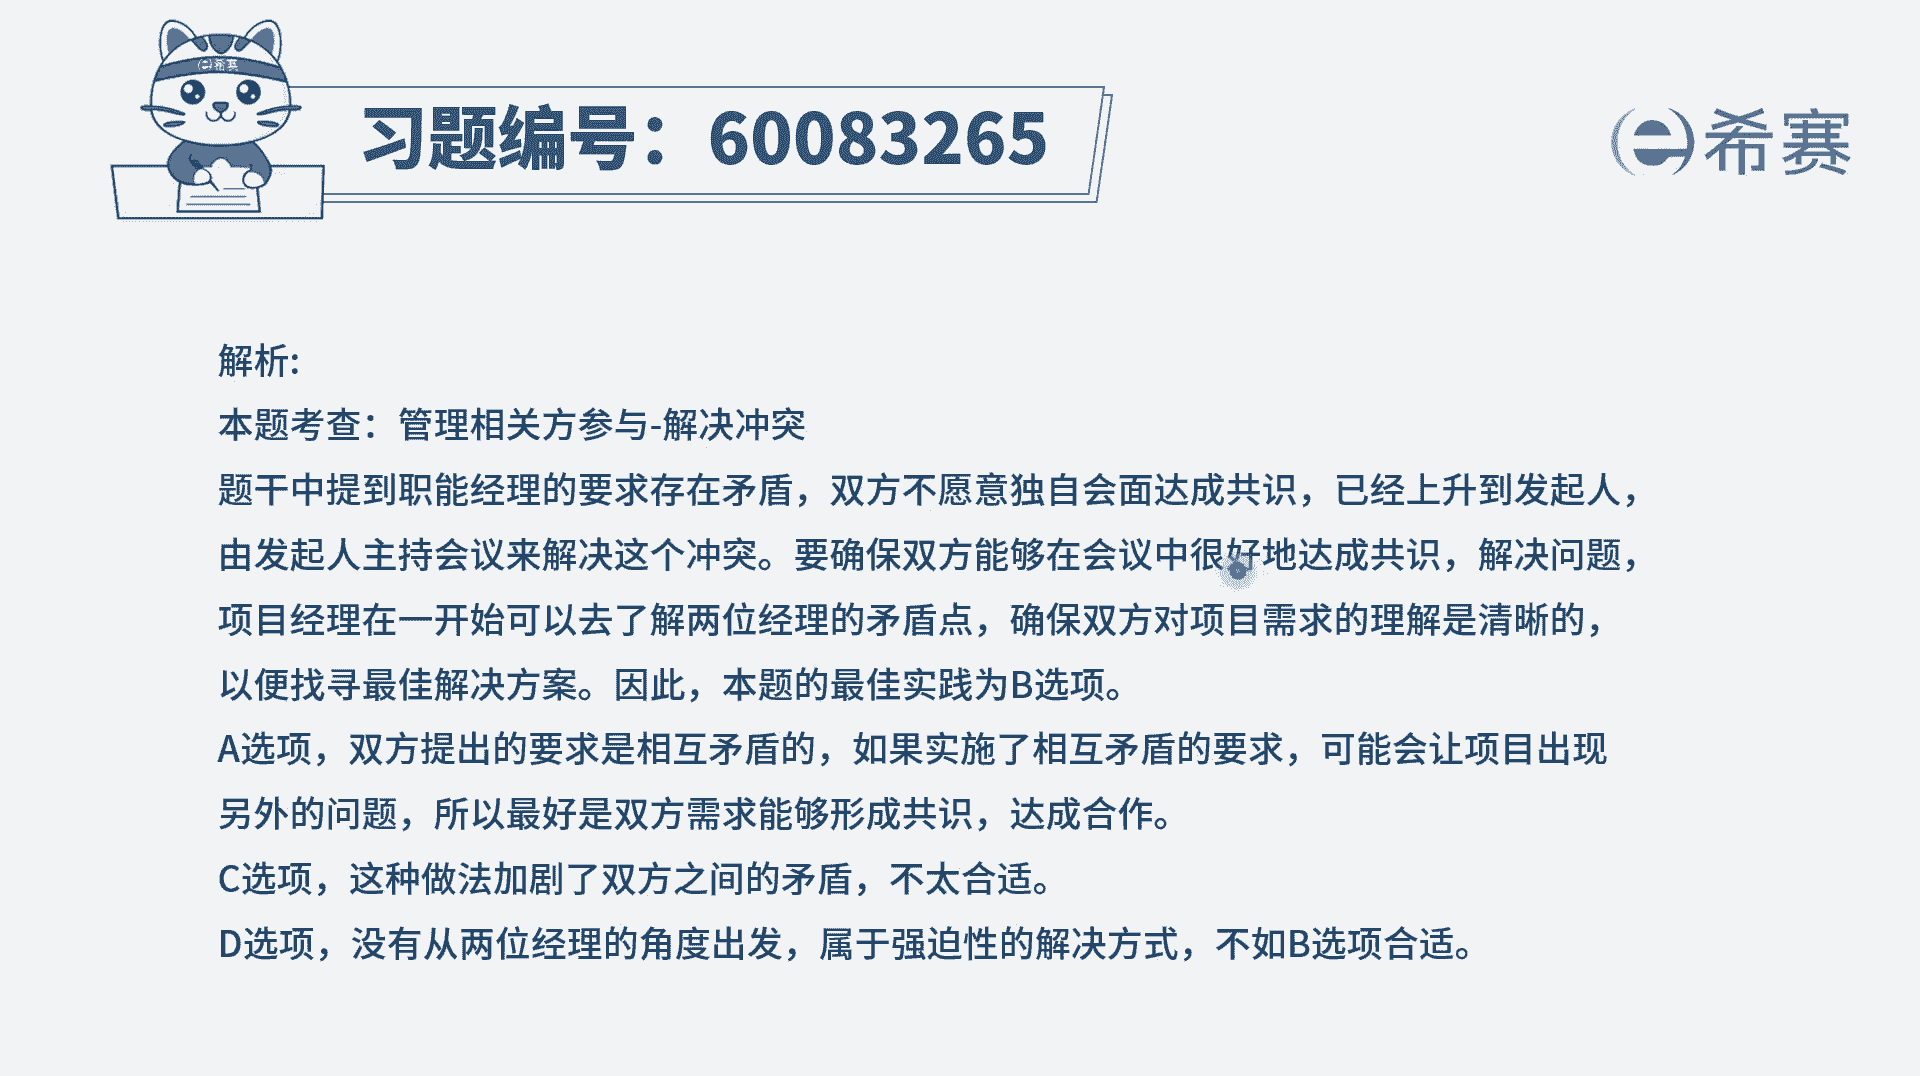 e希赛
习题编号：60083265
e希赛
解析:
本题考查：管理相关方参与-解决冲突
题干中提到职能经理的要求存在矛盾，双方不愿意独自会面达成共识，已经上升到发起人，
由发起人主持会议来解决这个冲突。要确保双方能够在会议中很好地达成共识，解决问题，
项目经理在一开始可以去了解两位经理的矛盾点，确保双方对项目需求的理解是清晰的，
以便找寻最佳解决方案。因此，本题的最佳实践为B选项。
A选项，双方提出的要求是相互矛盾的，如果实施了相互矛盾的要求，可能会让项目出现
另外的问题，所以最好是双方需求能够形成共识，达成合作。
C选项，这种做法加剧了双方之间的矛盾，不太合适。
D选项，没有从两位经理的角度出发，属于强迫性的解决方式，不如B选项合适。